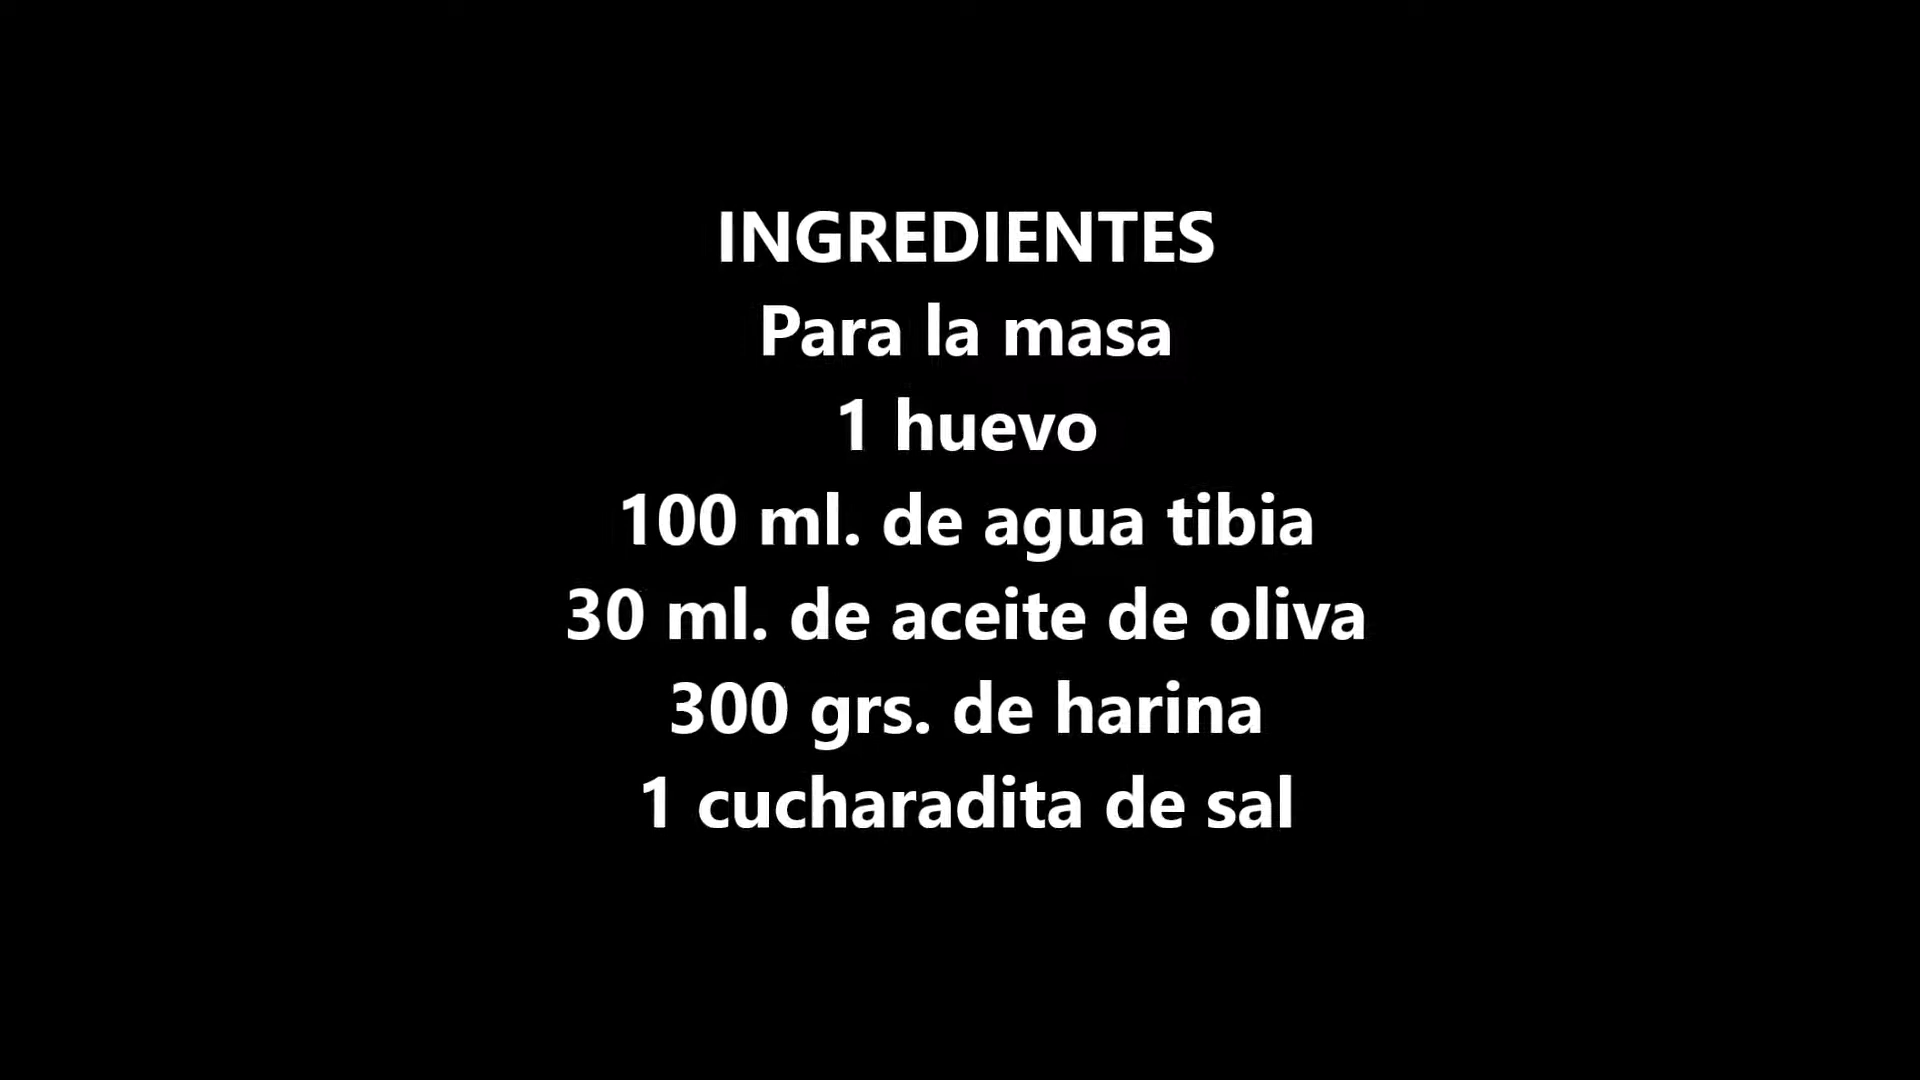 INGREDIENTES
Para la masa
1 huevo
100 ml. de agua tibia
30 ml. de aceite de oliva
300 grs. de harina
1 cucharadita de sal